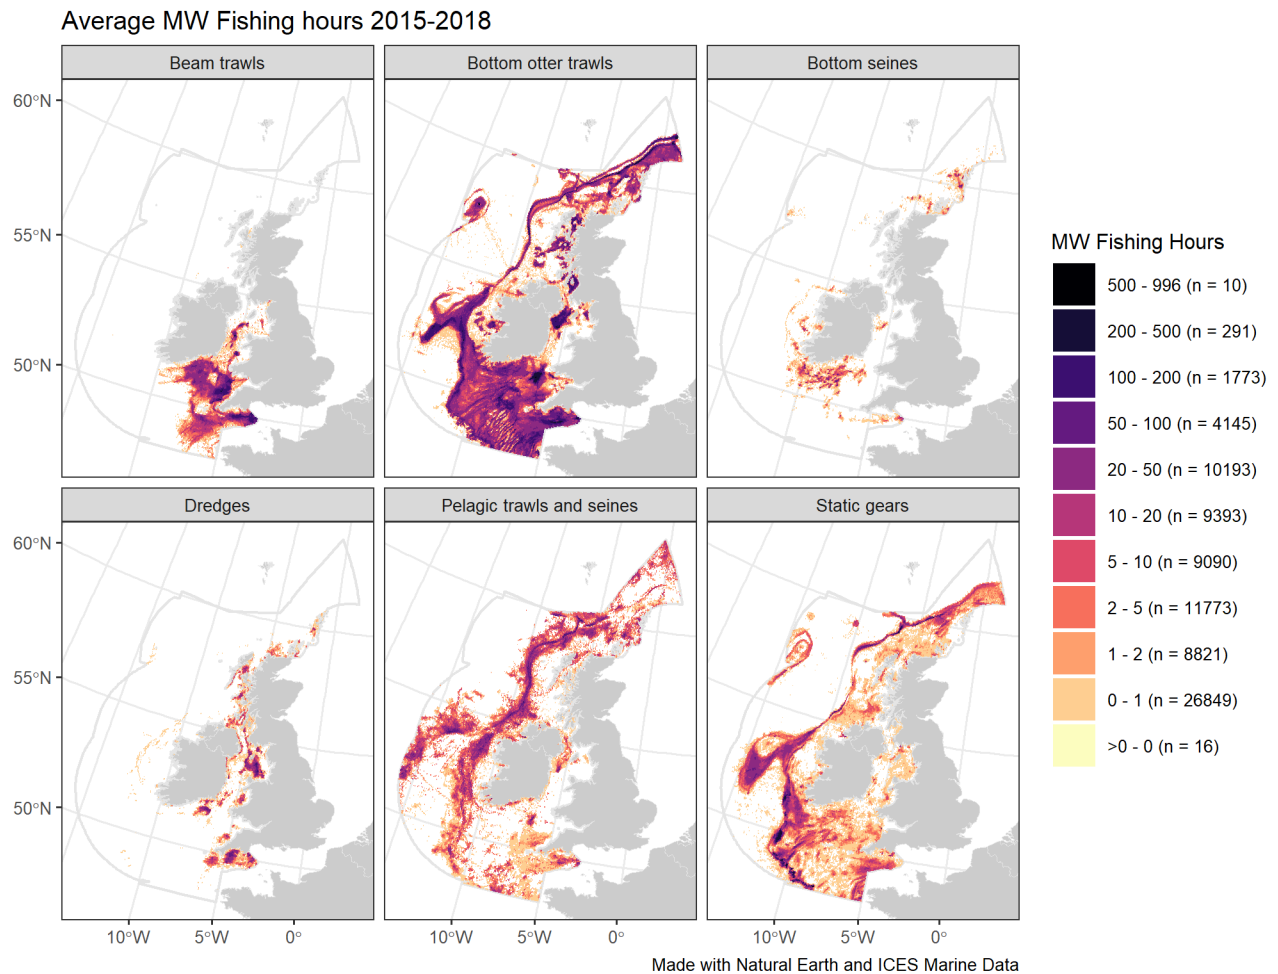 Average MW Fishing hours 2015-2018
Beam trawls
Bottom otter trawls
Bottom seines
60°N
55°N
50°N
Dredges
Pelagic trawls and seines
Static gears
60°N
55°N
50°N
10°W 5°W 0°
10°W 5°W 0°
10°W 5°W 0°
MW Fishing Hours
500 - 996 (n = 10)
200 - 500 (n = 291)
100 - 200 (n = 1773)
50 - 100 (n = 4145)
20 - 50 (n = 10193)
10 - 20 (n = 9393)
5 - 10 (n = 9090)
2 - 5 (n = 11773)
1 - 2 (n = 8821)
0 - 1 (n = 26849)
>0 - 0 (n = 16)
Made with Natural Earth and ICES Marine Data